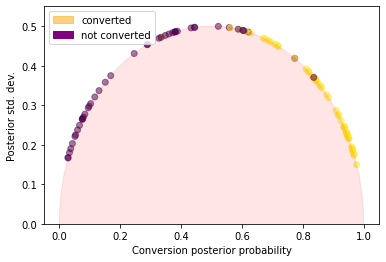 converted
not converted
Posterior std. dev.
0.5
0.4
0.3
0.2
0.1
0.0
0.0 0.2 0.4 0.6 0.8 1.0
Conversion posterior probability